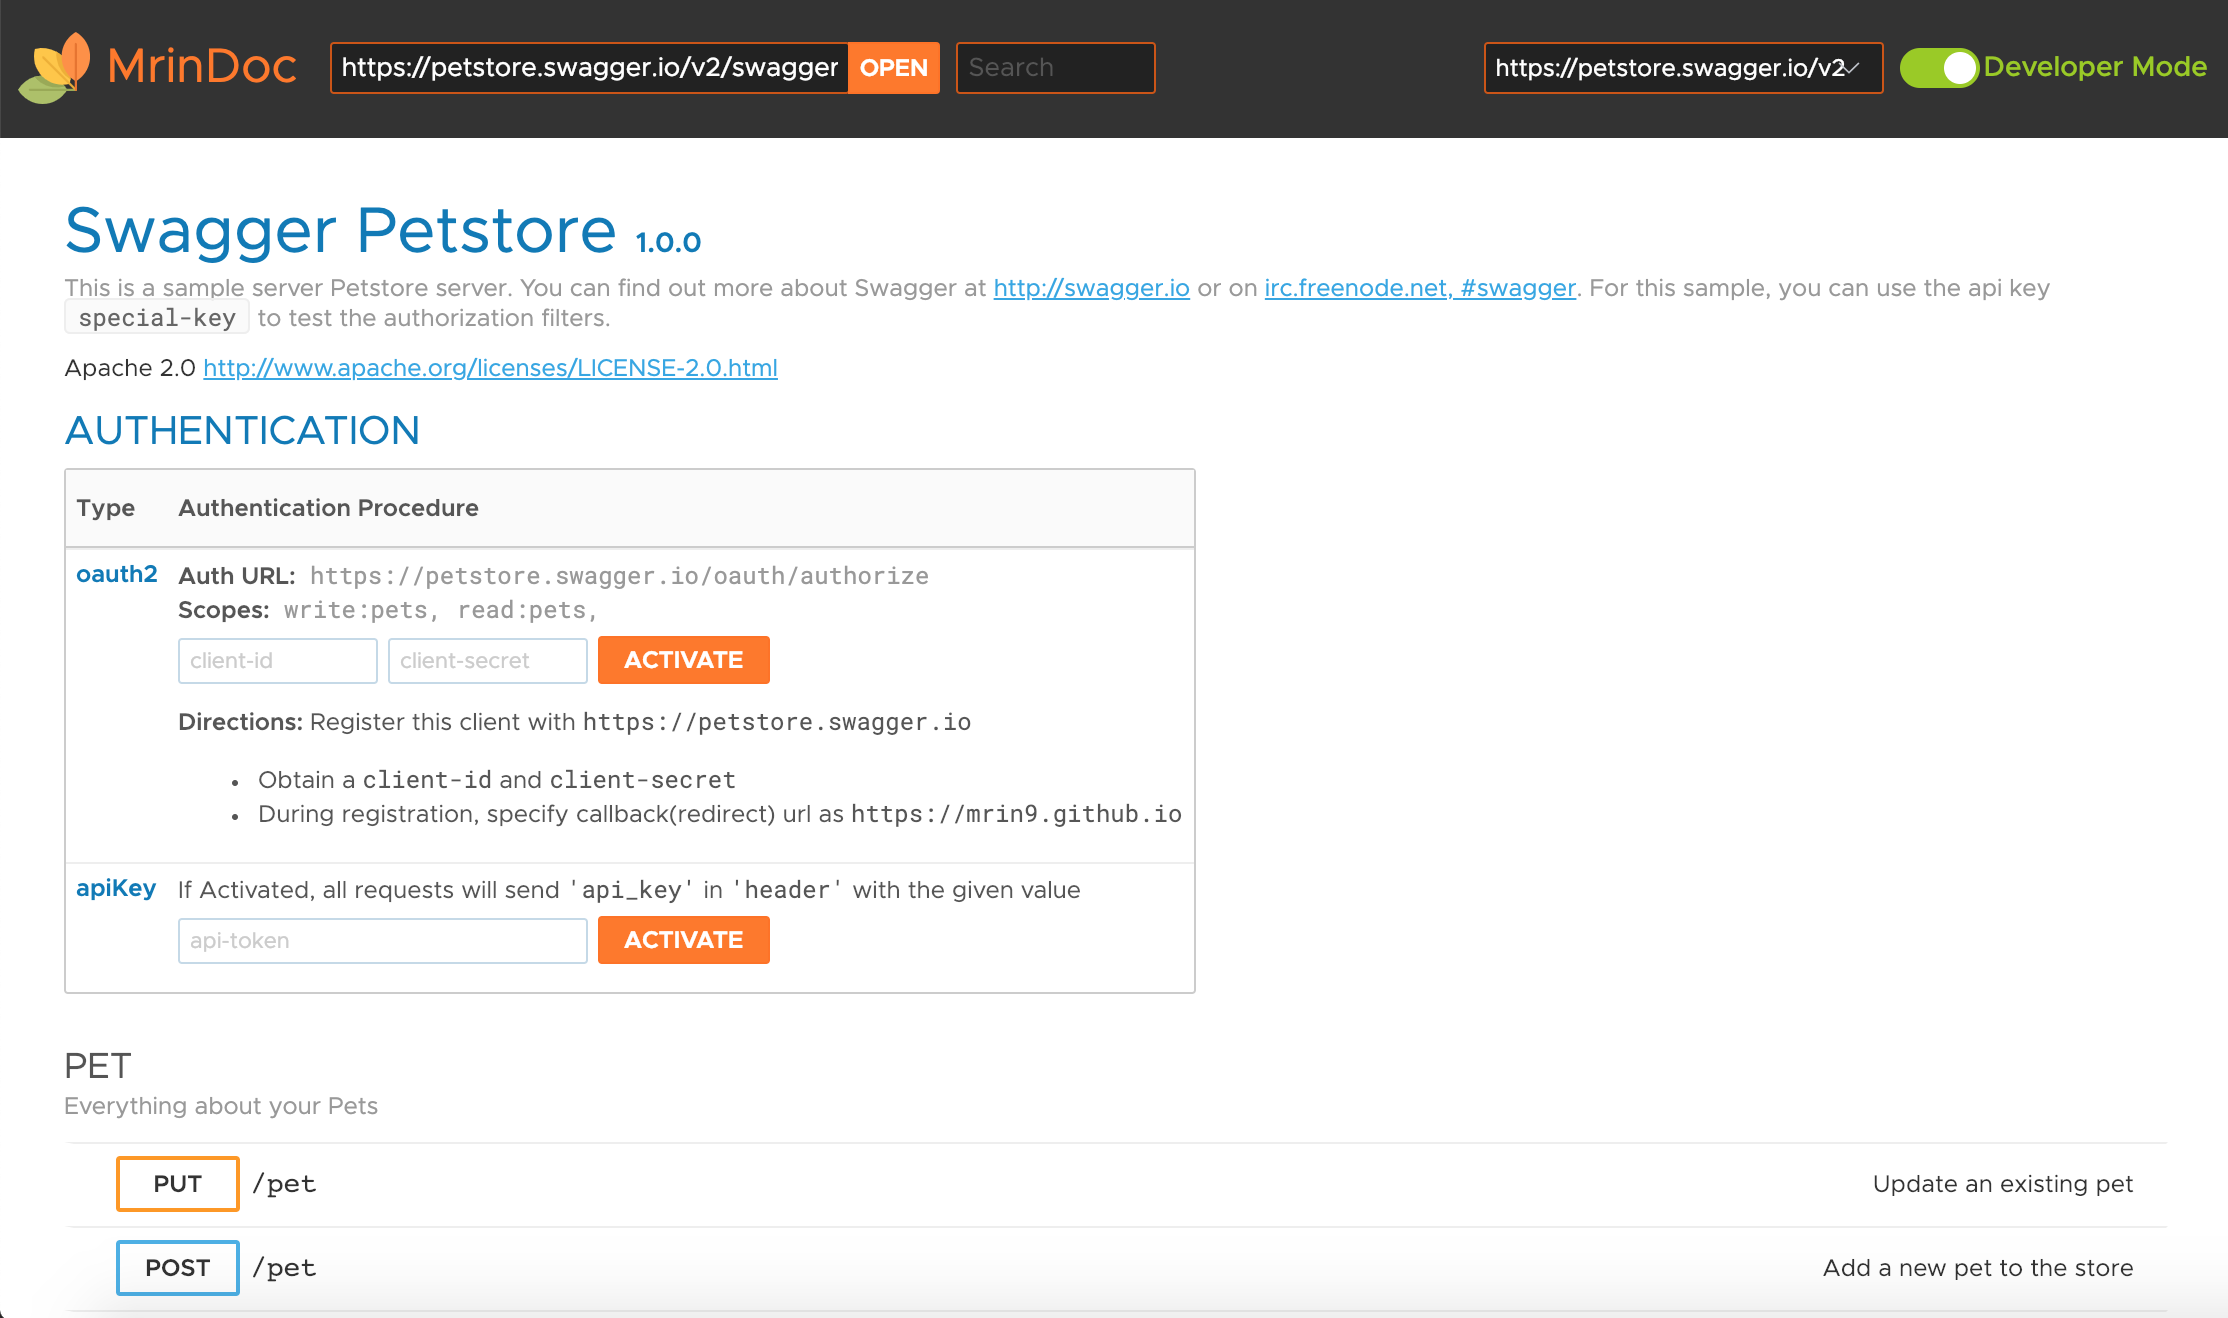 MrinDoc https://petstore.swagger.io/v2/swagger OPEN Search https://petstore.swagger.io/v2 Developer Mode
Swagger Petstore 1.0.0
This is a sample server Petstore server. You can find out more about Swagger at http://swagger.io or on irc.freenode.net, #swagger. For this sample, you can use the api key
special-key to test the authorization filters.
Apache 2.0 http://www.apache.org/licenses/LICENSE-2.0.html
AUTHENTICATION
Type Authentication Procedure
oauth2 Auth URL: https://petstore.swagger.io/oauth/authorize
Scopes: write:pets, read:pets,
client-id client-secret ACTIVATE
Directions: Register this client with https://petstore.swagger.io
• Obtain a client-id and client-secret
• During registration, specify callback(redirect) url as https://mrin9.github.io
apiKey If Activated, all requests will send 'api_key' in 'header' with the given value
api-token ACTIVATE
PET
Everything about your Pets
PUT /pet Update an existing pet
POST /pet Add a new pet to the store